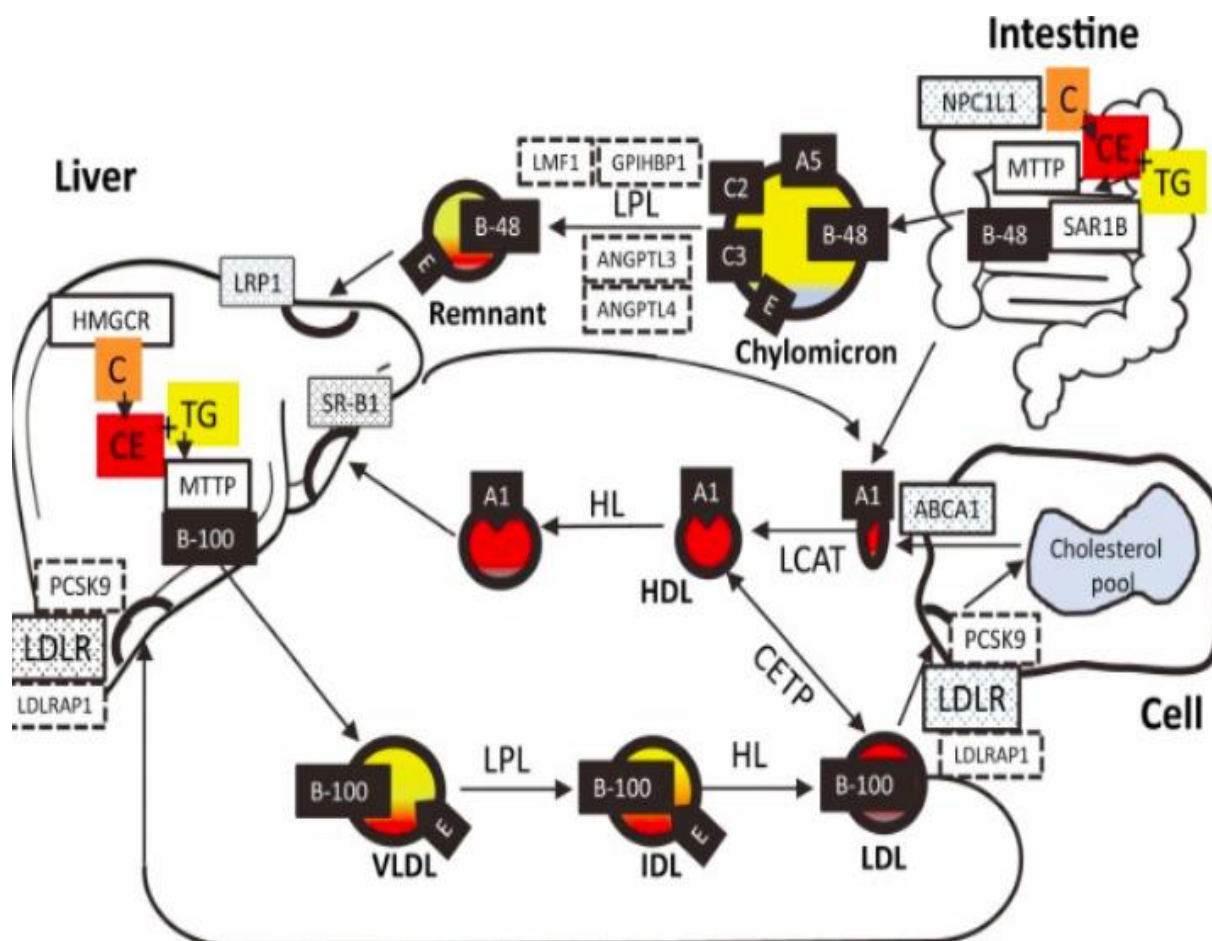 Intestine
NPC1L1
C
CE
+
TG
MTTP
SAR1B
B-48
A5
C2
C3
B-48
E
Chylomicron
LMF1
GPIHBP1
LPL
ANGPTL3
ANGPTL4
B-48
E
Remnant
Liver
LRP1
HMGCR
C
CE
+
TG
MTTP
B-100
SR-B1
PCSK9
LDLR
LDLRAP1
A1
HL
A1
HDL
LCAT
A1
ABCA1
Cholesterol
pool
PCSK9
LDLR
LDLRAP1
Cell
CETP
B-100
E
VLDL
LPL
B-100
E
IDL
HL
B-100
LDL